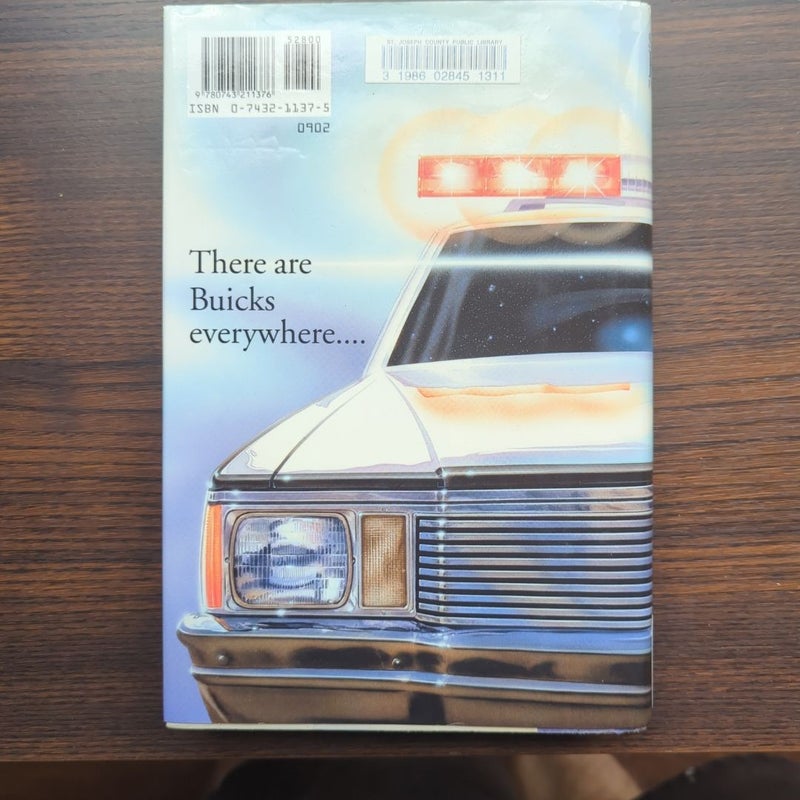 52800
9 780743 211376
ISBN 0-7432-1137-5
0902
ST. JOSEPH COUNTY PUBLIC LIBRARY
3 1986 02845 1311
There are
Buicks
everywhere....